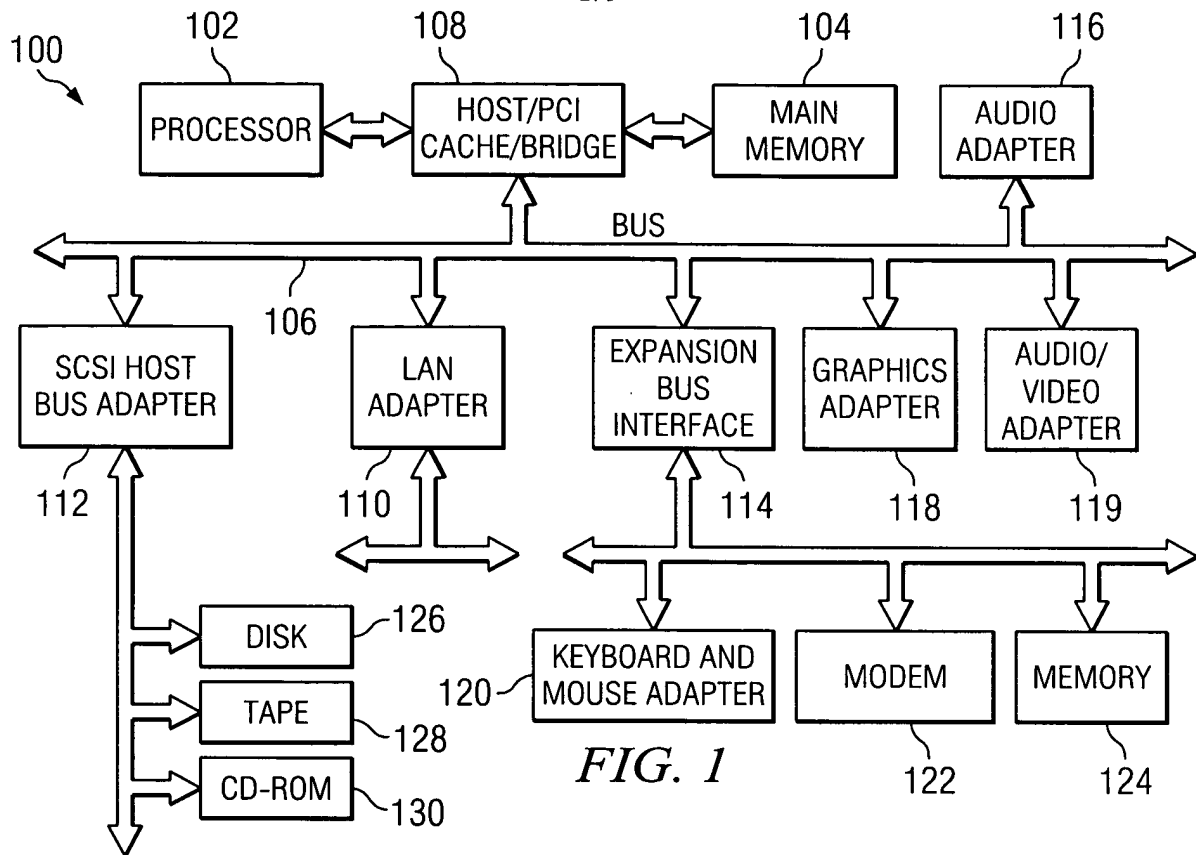 102
108
104
116
100
PROCESSOR
HOST/PCI
CACHE/BRIDGE
MAIN
MEMORY
AUDIO
ADAPTER
BUS
106
SCSI HOST
BUS ADAPTER
LAN
ADAPTER
EXPANSION
BUS
INTERFACE
GRAPHICS
ADAPTER
AUDIO/
VIDEO
ADAPTER
112
110
114
118
119
DISK
126
TAPE
128
CD-ROM
130
KEYBOARD AND
MOUSE ADAPTER
120
MODEM
122
MEMORY
124
FIG. 1